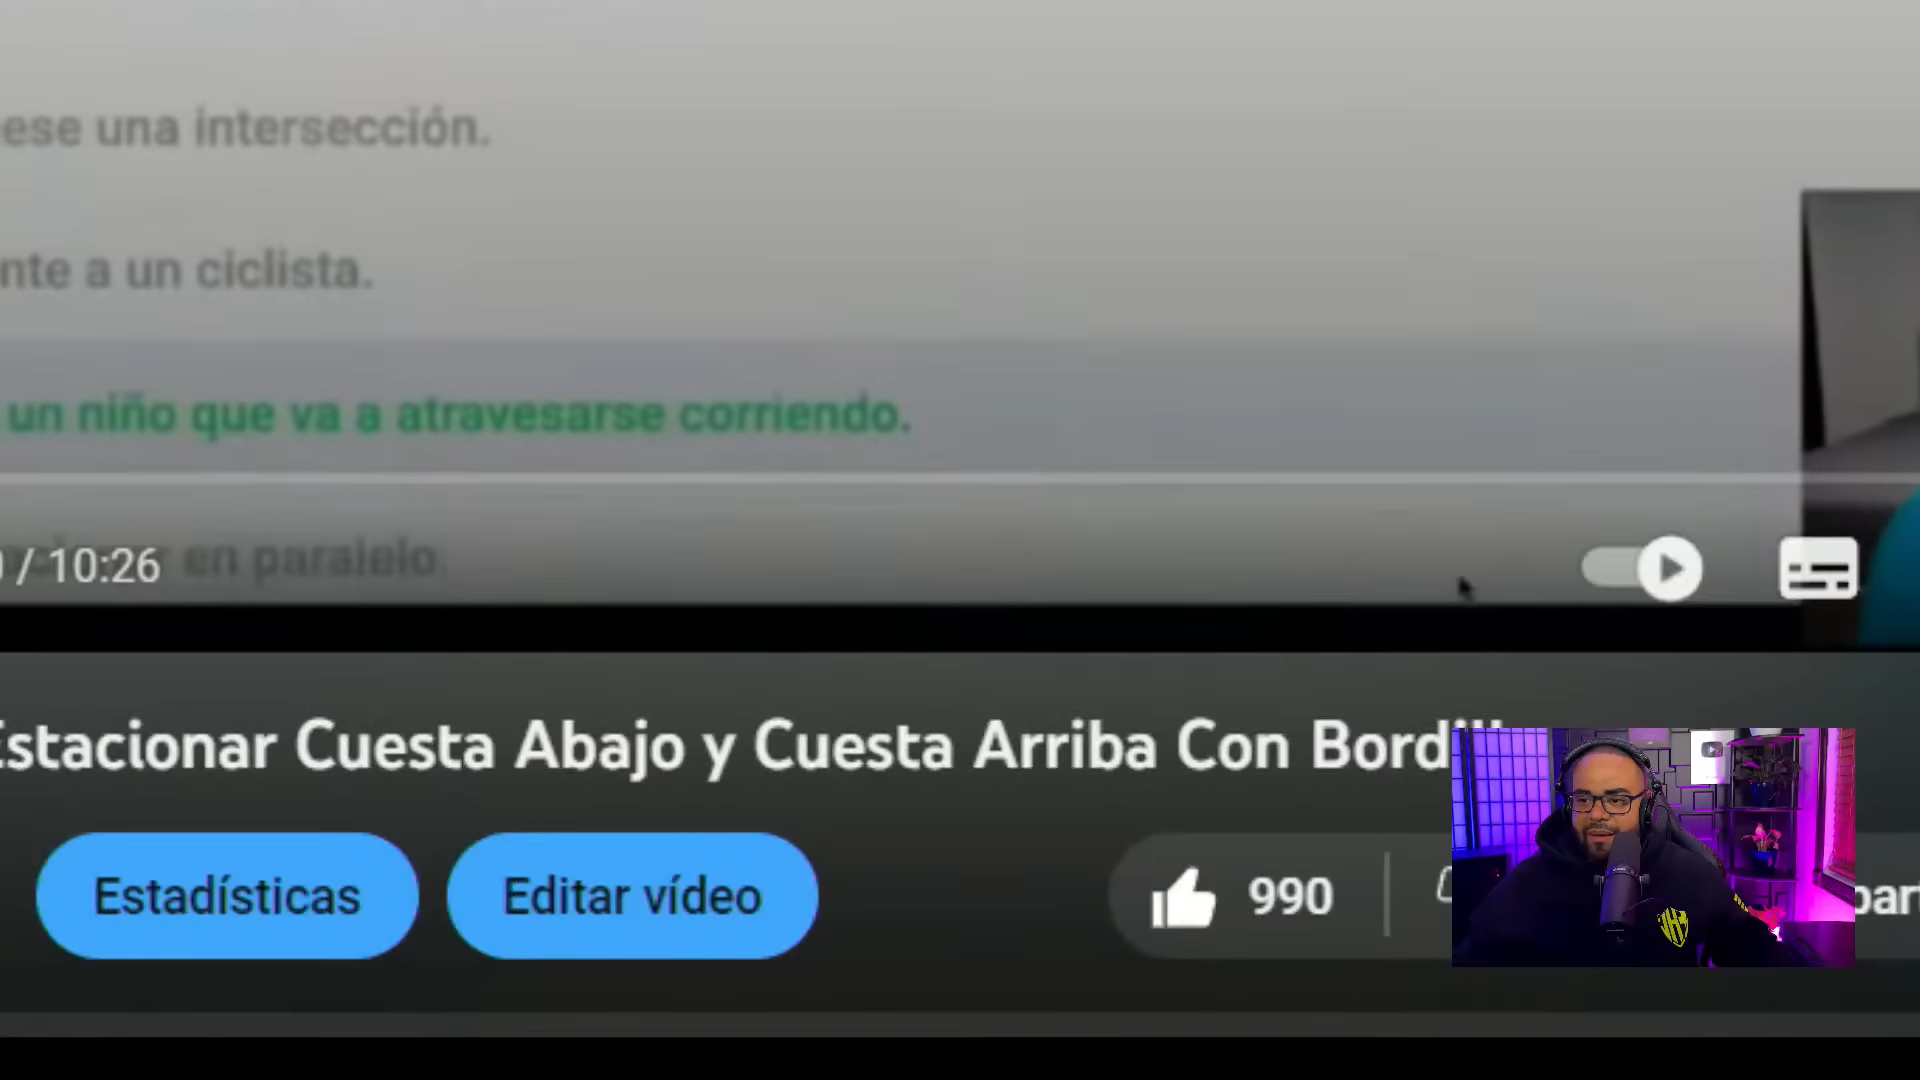 ese una intersección.
nte a un ciclista.
un niño que va a atravesarse corriendo.
en paralelo.
/ 10:26
Estacionar Cuesta Abajo y Cuesta Arriba Con Bord
Estadísticas
Editar vídeo
990
part